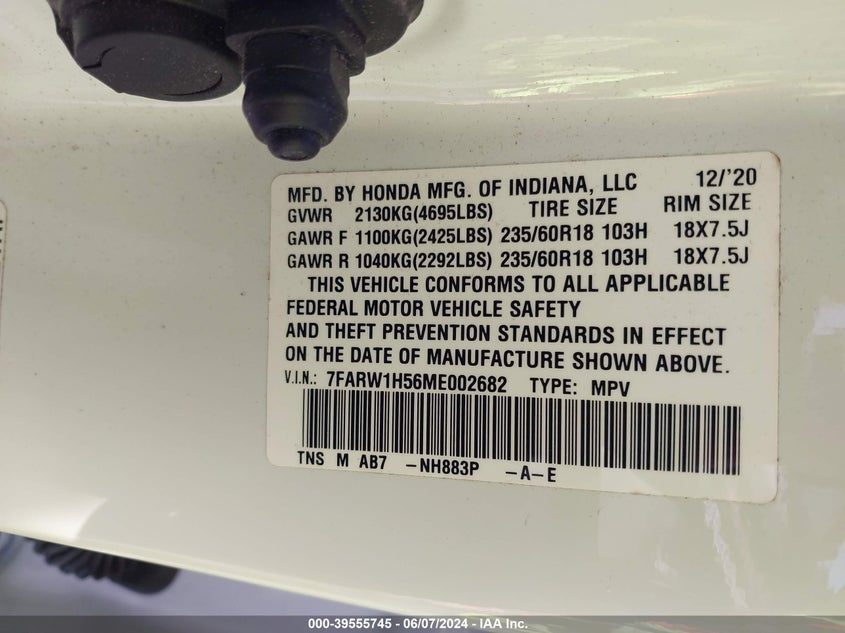 MFD. BY HONDA MFG. OF INDIANA, LLC 12/'20
GVWR 2130KG(4695LBS) TIRE SIZE RIM SIZE
GAWR F 1100KG(2425LBS) 235/60R18 103H 18X7.5J
GAWR R 1040KG(2292LBS) 235/60R18 103H 18X7.5J
THIS VEHICLE CONFORMS TO ALL APPLICABLE
FEDERAL MOTOR VEHICLE SAFETY
AND THEFT PREVENTION STANDARDS IN EFFECT
ON THE DATE OF MANUFACTURE SHOWN ABOVE.
V.I.N.: 7FARW1H56ME002682 TYPE: MPV
TNS M AB7 -NH883P -A-E
000-39555745 - 06/07/2024 - IAA Inc.